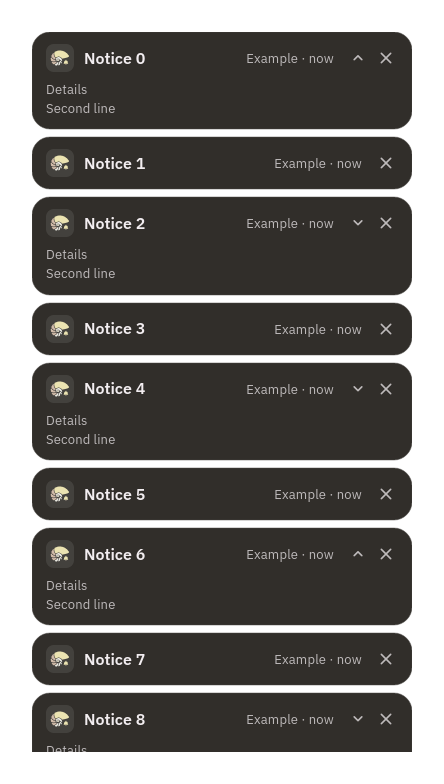 Notice 0 Example · now
Details
Second line
Notice 1 Example · now
Notice 2 Example · now
Details
Second line
Notice 3 Example · now
Notice 4 Example · now
Details
Second line
Notice 5 Example · now
Notice 6 Example · now
Details
Second line
Notice 7 Example · now
Notice 8 Example · now
Details